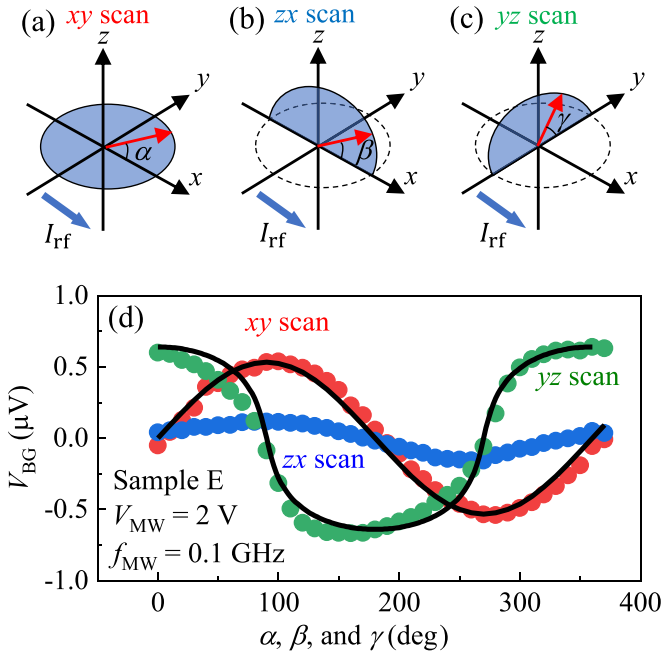 (a) xy scan
z
y
α
x
I_rf
(b) zx scan
z
y
β
x
I_rf
(c) yz scan
z
y
γ
x
I_rf
(d)
xy scan
yz scan
zx scan
Sample E
V_MW = 2 V
f_MW = 0.1 GHz
V_BG (μV)
1.0
0.5
0.0
-0.5
-1.0
0 100 200 300 400
α, β, and γ (deg)